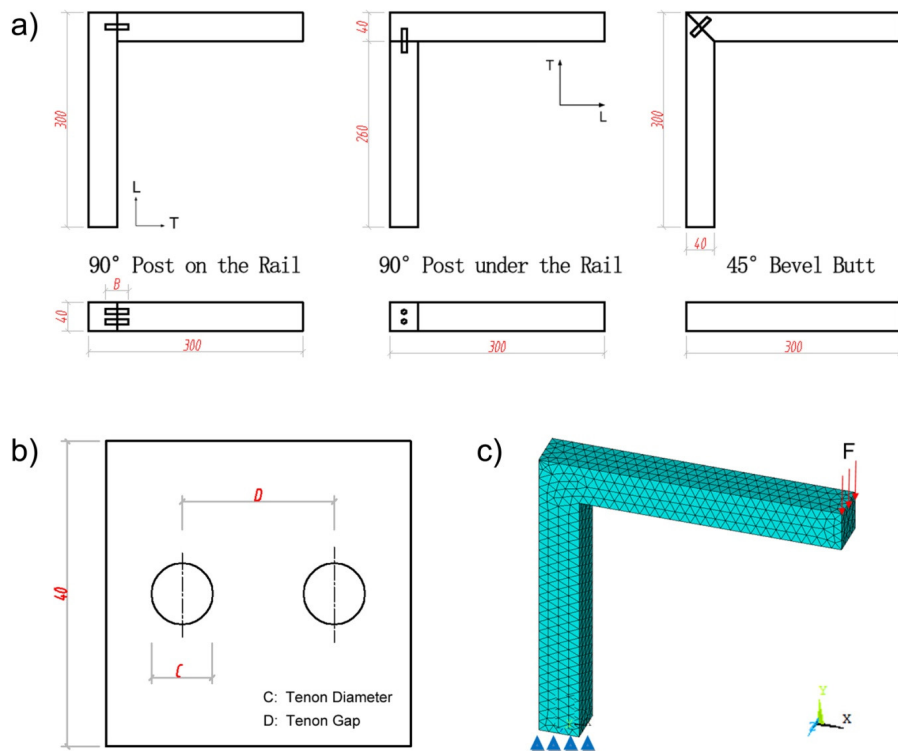 a)
300
L
T
90° Post on the Rail
B
40
300
40
260
T
L
90° Post under the Rail
300
300
40
45° Bevel Butt
300
b)
40
D
C
C: Tenon Diameter
D: Tenon Gap
c)
F
Y
X